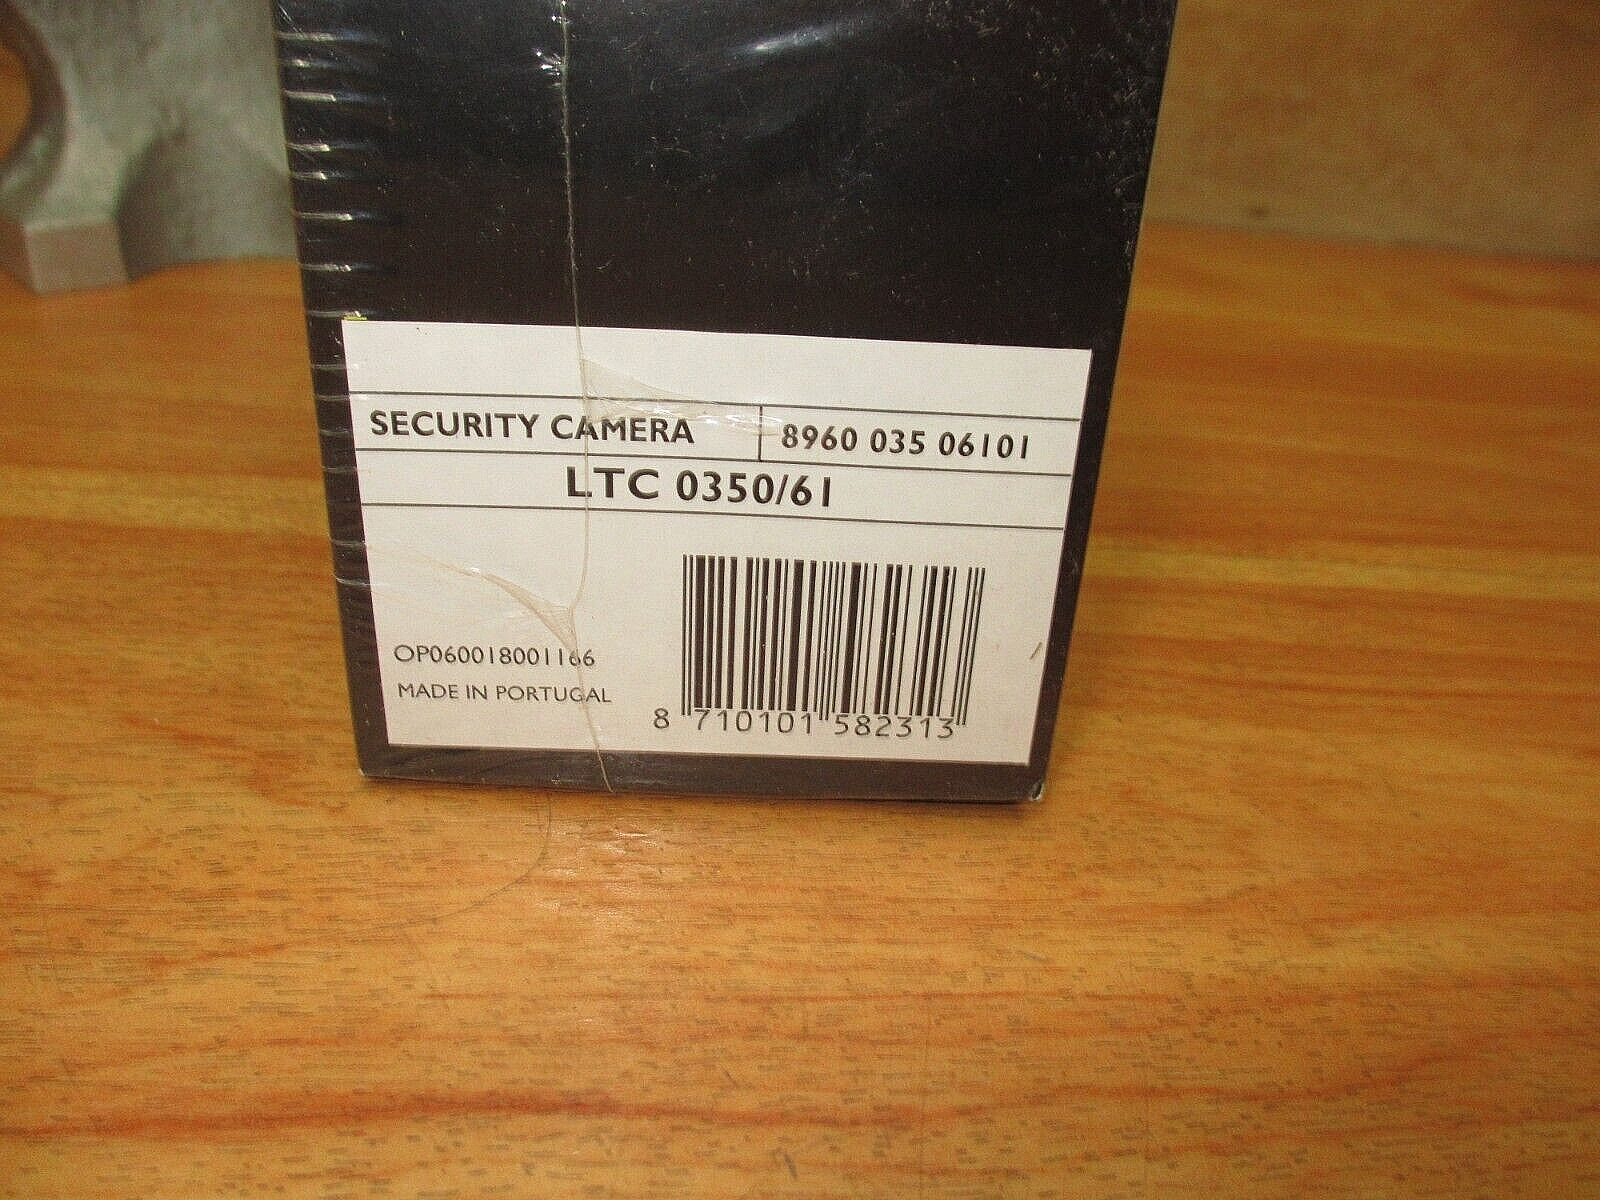 SECURITY CAMERA 8960 035 06101
LTC 0350/61
OP060018001166
MADE IN PORTUGAL
8 710101 582313